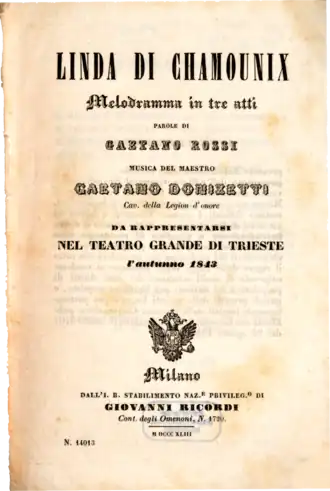 LINDA DI CHAMOUNIX
Melodramma in tre atti
PAROLE DI
GAETANO ROSSI
MUSICA DEL MAESTRO
GAETANO DONIZETTI
Cav. della Legion d'onore
DA RAPPRESENTARSI
NEL TEATRO GRANDE DI TRIESTE
l'autunno 1843
Milano
DALL'I. R. STABILIMENTO NAZ.E PRIVILEG.O DI
GIOVANNI RICORDI
Cont. degli Omenoni, N. 1720.
M DCCC XLIII
N. 14013